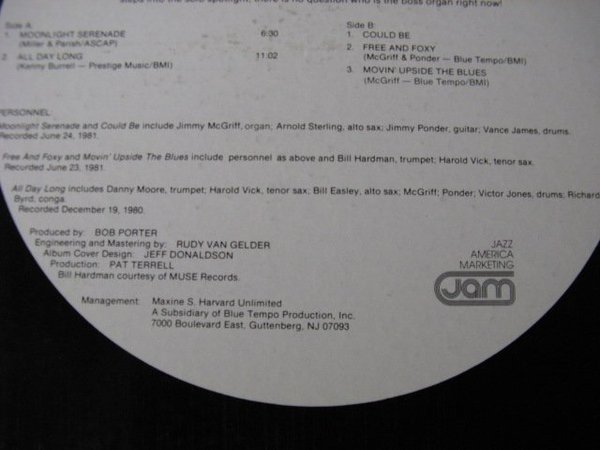 steps into the solo spotlight, there is no question who is the boss organ right now!
Side A:
1. MOONLIGHT SERENADE 6:30
(Miller & Parish/ASCAP)
2. ALL DAY LONG 11:02
(Kenny Burrell — Prestige Music/BMI)
Side B:
1. COULD BE
2. FREE AND FOXY
(McGriff & Ponder — Blue Tempo/BMI)
3. MOVIN' UPSIDE THE BLUES
(McGriff — Blue Tempo/BMI)
PERSONNEL:
Moonlight Serenade and Could Be include Jimmy McGriff, organ; Arnold Sterling, alto sax; Jimmy Ponder, guitar; Vance James, drums.
Recorded June 24, 1981.
Free And Foxy and Movin' Upside The Blues include personnel as above and Bill Hardman, trumpet; Harold Vick, tenor sax.
Recorded June 23, 1981.
All Day Long includes Danny Moore, trumpet; Harold Vick, tenor sax; Bill Easley, alto sax; McGriff; Ponder; Victor Jones, drums; Richard
Byrd, conga.
Recorded December 19, 1980.
Produced by: BOB PORTER
Engineering and Mastering by: RUDY VAN GELDER
Album Cover Design: JEFF DONALDSON
Production: PAT TERRELL
Bill Hardman courtesy of MUSE Records
JAZZ
AMERICA
MARKETING
Jam
Management: Maxine S. Harvard Unlimited
A Subsidiary of Blue Tempo Production, Inc.
7000 Boulevard East, Guttenberg, NJ 07093